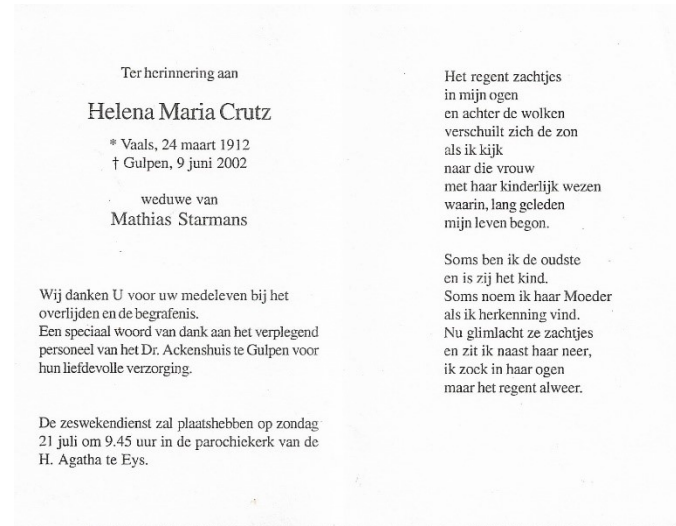 Ter herinnering aan
Helena Maria Crutz
* Vaals, 24 maart 1912
† Gulpen, 9 juni 2002
weduwe van
Mathias Starmans
Wij danken U voor uw medeleven bij het
overlijden en de begrafenis.
Een speciaal woord van dank aan het verplegend
personeel van het Dr. Ackenshuis te Gulpen voor
hun liefdevolle verzorging.
De zeswekendienst zal plaatshebben op zondag
21 juli om 9.45 uur in de parochiekerk van de
H. Agatha te Eys.
Het regent zachtjes
in mijn ogen
en achter de wolken
verschuilt zich de zon
als ik kijk
naar die vrouw
met haar kinderlijk wezen
waarin, lang geleden
mijn leven begon.
Soms ben ik de oudste
en is zij het kind.
Soms noem ik haar Moeder
als ik herkenning vind.
Nu glimlacht ze zachtjes
en zit ik naast haar neer,
ik zoek in haar ogen
maar het regent alweer.